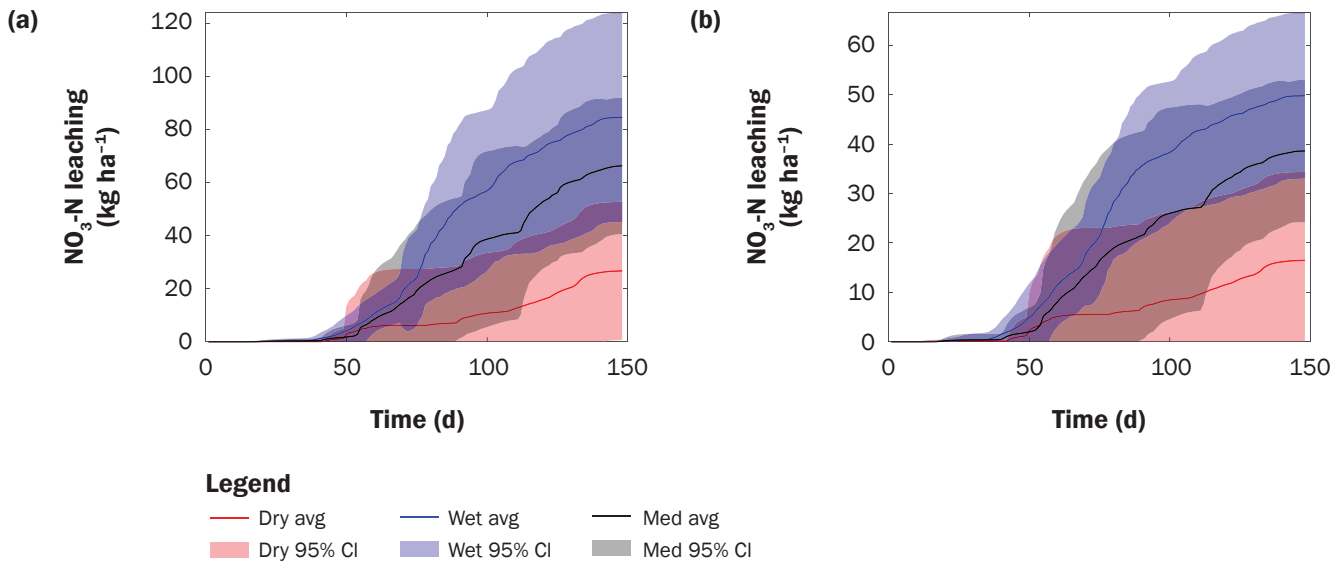 (a)
NO₃-N leaching
(kg ha⁻¹)
120
100
80
60
40
20
0
0 50 100 150
Time (d)
(b)
NO₃-N leaching
(kg ha⁻¹)
60
50
40
30
20
10
0
0 50 100 150
Time (d)
Legend
Dry avg Wet avg Med avg
Dry 95% CI Wet 95% CI Med 95% CI